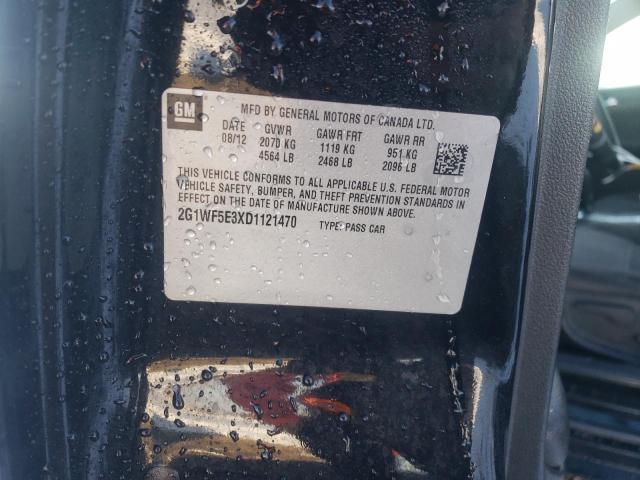 GM
MFD BY GENERAL MOTORS OF CANADA LTD.
DATE GVWR GAWR FRT GAWR RR
08/12 2070 KG 1119 KG 951 KG
4564 LB 2468 LB 2096 LB
THIS VEHICLE CONFORMS TO ALL APPLICABLE U.S. FEDERAL MOTOR
VEHICLE SAFETY, BUMPER, AND THEFT PREVENTION STANDARDS IN
EFFECT ON THE DATE OF MANUFACTURE SHOWN ABOVE.
2G1WF5E3XD1121470 TYPE: PASS CAR